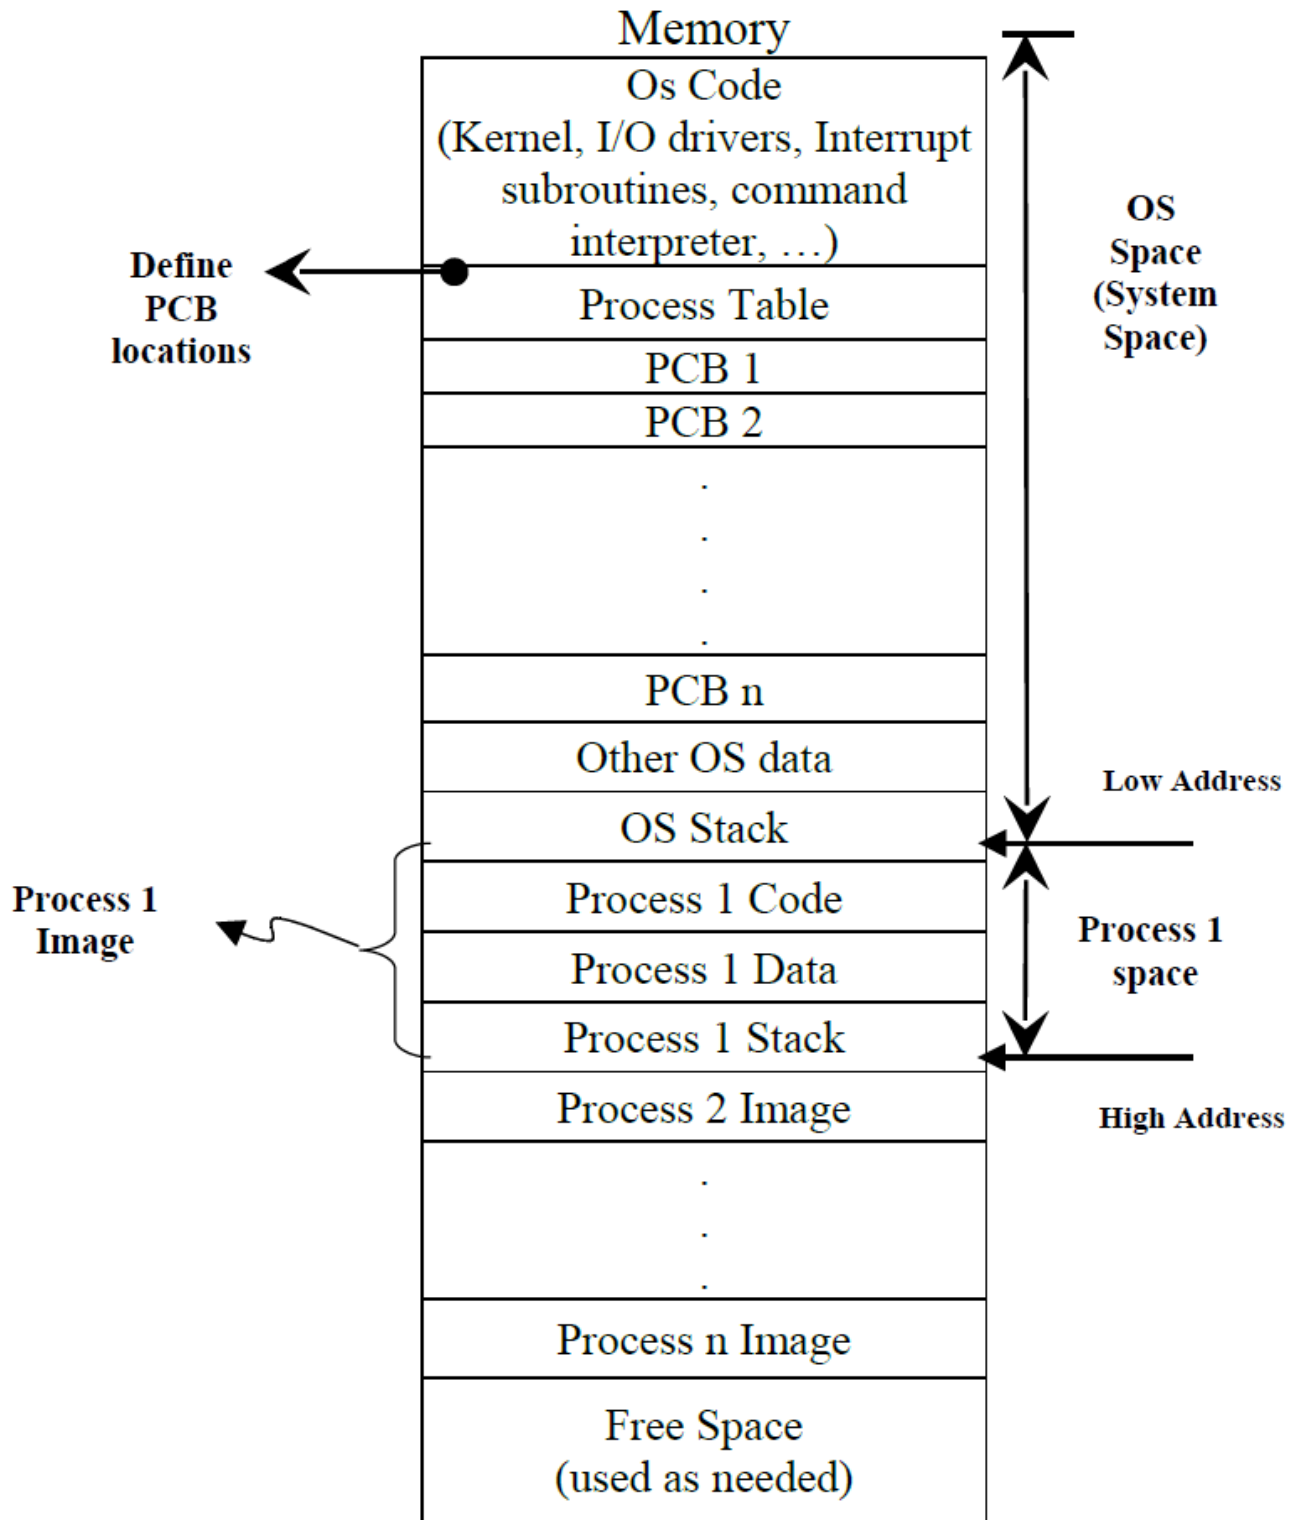 Memory
Os Code
(Kernel, I/O drivers, Interrupt
subroutines, command
interpreter, …)
Define
PCB
locations
Process Table
PCB 1
PCB 2
.
.
.
.
PCB n
Other OS data
OS Stack
OS
Space
(System
Space)
Low Address
Process 1
Image
Process 1 Code
Process 1 Data
Process 1 Stack
Process 1
space
High Address
Process 2 Image
.
.
.
Process n Image
Free Space
(used as needed)